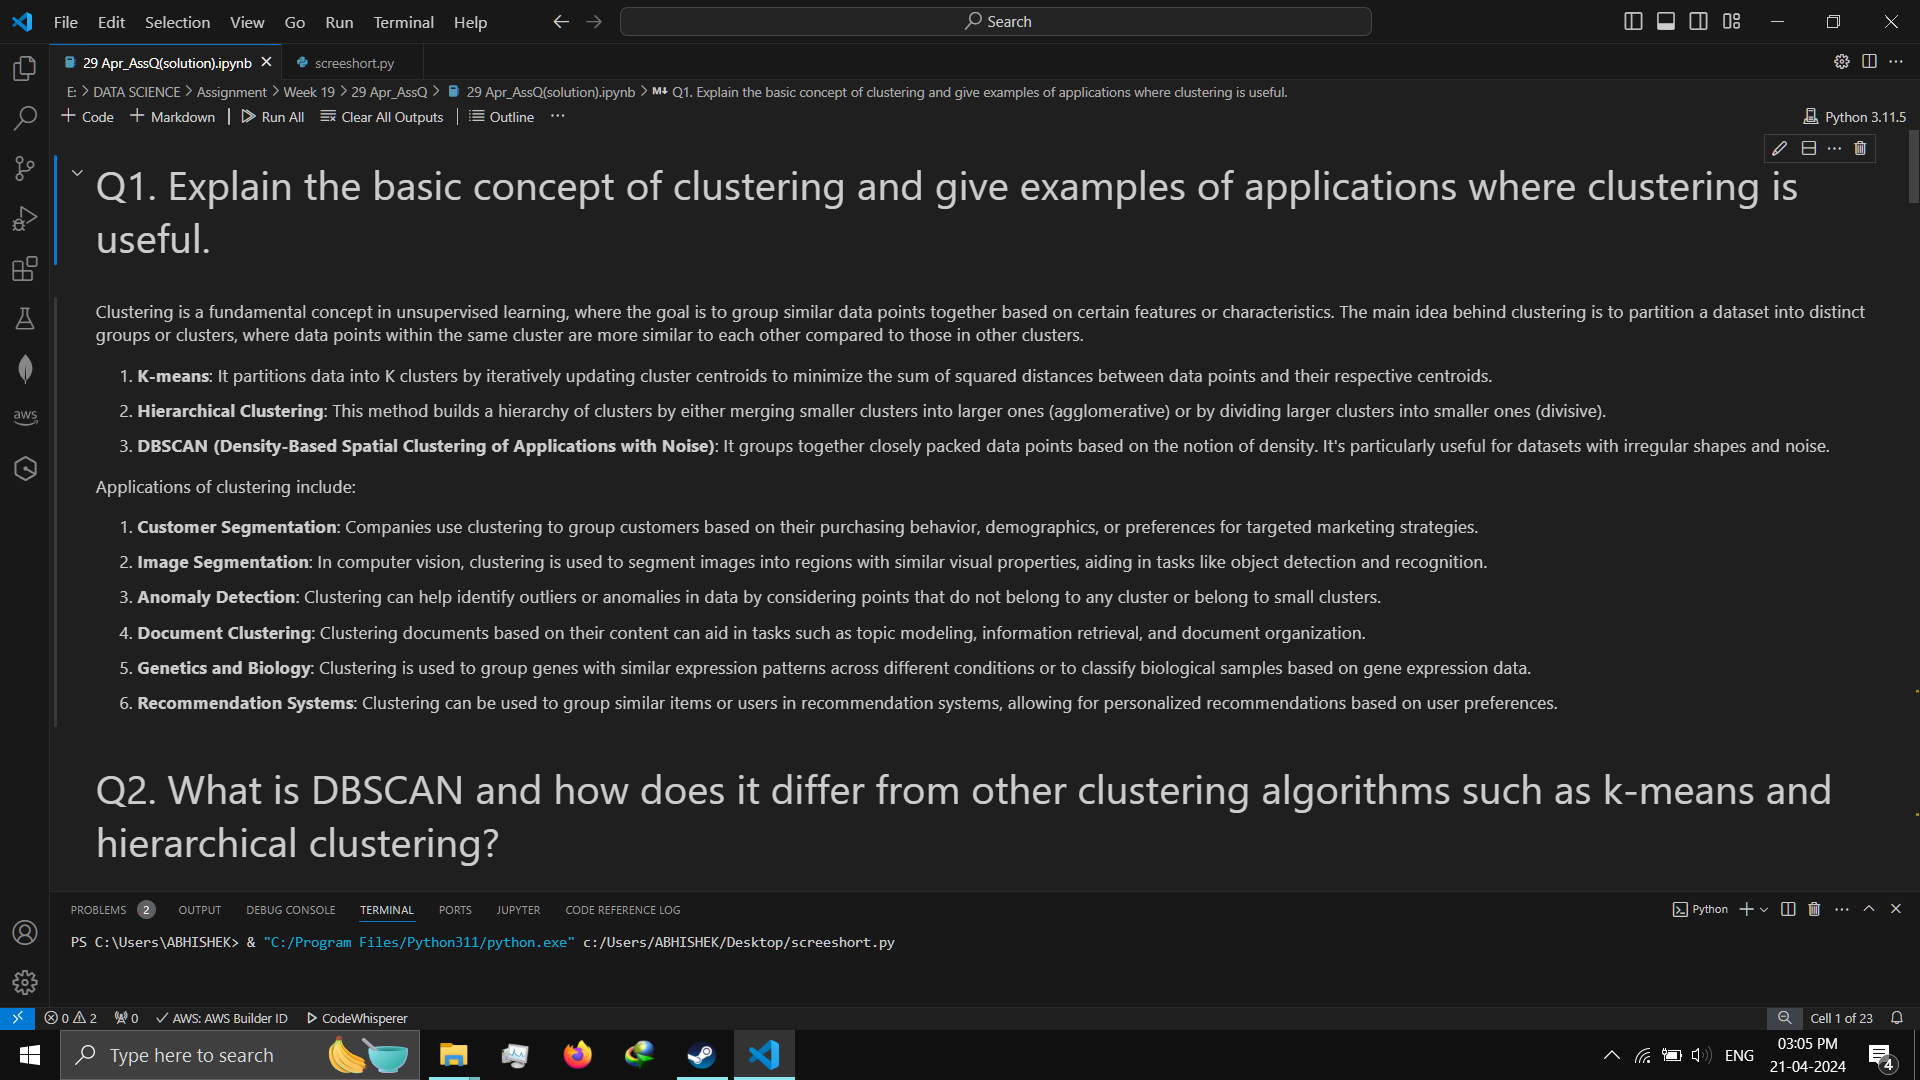 File Edit Selection View Go Run Terminal Help Search
29 Apr_AssQ(solution).ipynb screeshort.py
E: > DATA SCIENCE > Assignment > Week 19 > 29 Apr_AssQ > 29 Apr_AssQ(solution).ipynb > M↓ Q1. Explain the basic concept of clustering and give examples of applications where clustering is useful.
+ Code + Markdown | Run All Clear All Outputs | Outline ... Python 3.11.5
Q1. Explain the basic concept of clustering and give examples of applications where clustering is
useful.
Clustering is a fundamental concept in unsupervised learning, where the goal is to group similar data points together based on certain features or characteristics. The main idea behind clustering is to partition a dataset into distinct
groups or clusters, where data points within the same cluster are more similar to each other compared to those in other clusters.
1. K-means: It partitions data into K clusters by iteratively updating cluster centroids to minimize the sum of squared distances between data points and their respective centroids.
2. Hierarchical Clustering: This method builds a hierarchy of clusters by either merging smaller clusters into larger ones (agglomerative) or by dividing larger clusters into smaller ones (divisive).
3. DBSCAN (Density-Based Spatial Clustering of Applications with Noise): It groups together closely packed data points based on the notion of density. It's particularly useful for datasets with irregular shapes and noise.
Applications of clustering include:
1. Customer Segmentation: Companies use clustering to group customers based on their purchasing behavior, demographics, or preferences for targeted marketing strategies.
2. Image Segmentation: In computer vision, clustering is used to segment images into regions with similar visual properties, aiding in tasks like object detection and recognition.
3. Anomaly Detection: Clustering can help identify outliers or anomalies in data by considering points that do not belong to any cluster or belong to small clusters.
4. Document Clustering: Clustering documents based on their content can aid in tasks such as topic modeling, information retrieval, and document organization.
5. Genetics and Biology: Clustering is used to group genes with similar expression patterns across different conditions or to classify biological samples based on gene expression data.
6. Recommendation Systems: Clustering can be used to group similar items or users in recommendation systems, allowing for personalized recommendations based on user preferences.
Q2. What is DBSCAN and how does it differ from other clustering algorithms such as k-means and
hierarchical clustering?
PROBLEMS 2 OUTPUT DEBUG CONSOLE TERMINAL PORTS JUPYTER CODE REFERENCE LOG Python
PS C:\Users\ABHISHEK> & "C:/Program Files/Python311/python.exe" c:/Users/ABHISHEK/Desktop/screeshort.py
0 2 0 AWS: AWS Builder ID CodeWhisperer Cell 1 of 23
Type here to search ENG 03:05 PM
21-04-2024 4
aws